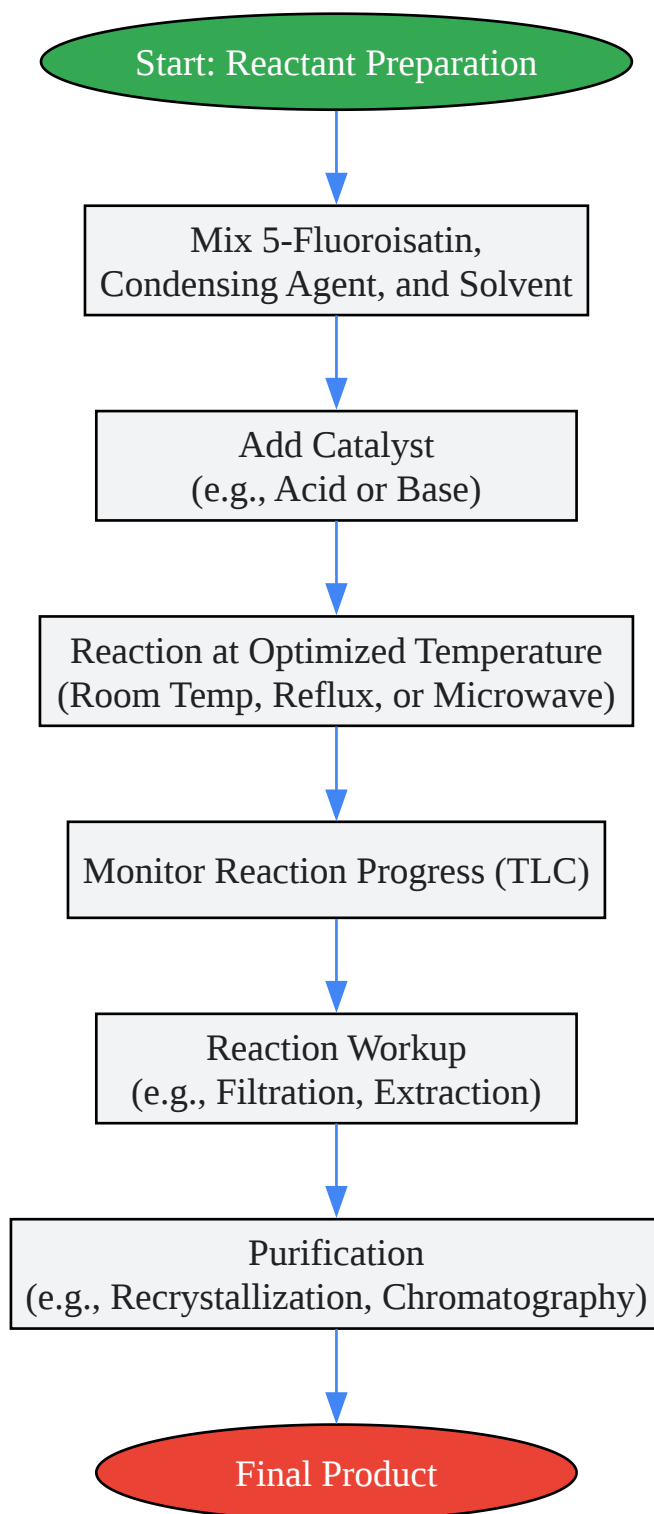 Start: Reactant Preparation
Mix 5-Fluoroisatin,
Condensing Agent, and Solvent
Add Catalyst
(e.g., Acid or Base)
Reaction at Optimized Temperature
(Room Temp, Reflux, or Microwave)
Monitor Reaction Progress (TLC)
Reaction Workup
(e.g., Filtration, Extraction)
Purification
(e.g., Recrystallization, Chromatography)
Final Product